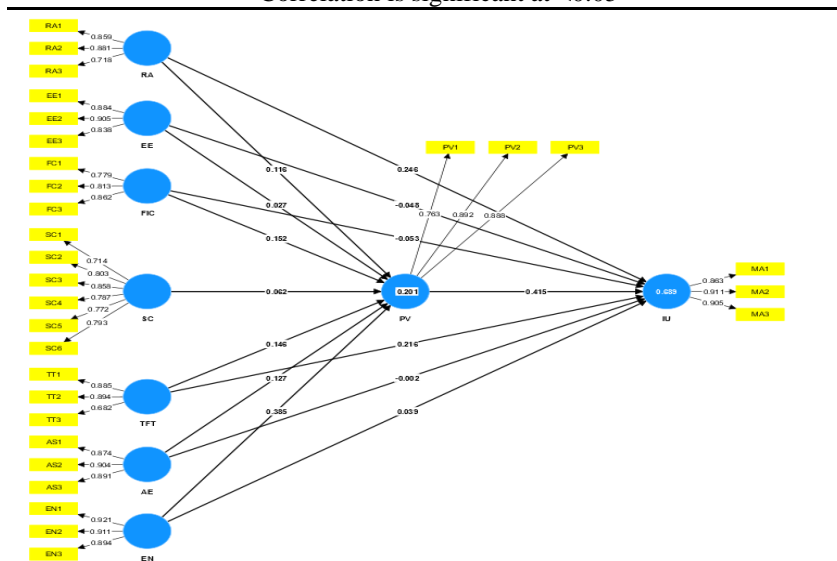 Correlation is significant at <0.05
RA1
0.859
RA2
0.881
RA3
0.718
RA
EE1
0.884
EE2
0.905
EE3
0.838
EE
FC1
0.779
FC2
0.813
FC3
0.862
FIC
SC1
0.714
SC2
0.803
SC3
0.858
SC4
0.787
SC5
0.772
SC6
0.793
SC
TT1
0.885
TT2
0.894
TT3
0.682
TFT
AS1
0.874
AS2
0.904
AS3
0.891
AE
EN1
0.921
EN2
0.911
EN3
0.894
EN
0.116
0.027
0.152
0.062
0.146
0.127
0.385
PV1
PV2
PV3
0.763
0.892
0.888
0.201
PV
0.246
-0.048
-0.053
0.415
0.216
-0.002
0.039
0.689
IU
MA1
0.863
MA2
0.911
MA3
0.905